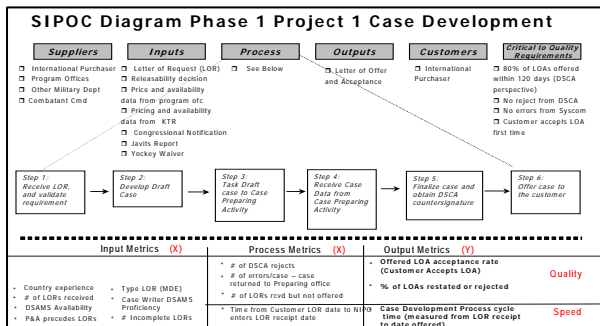 SIPOC Diagram Phase 1 Project 1 Case Development
Suppliers
International Purchaser
Program Offices
Other Military Dept
Combatant Cmd
Inputs
Letter of Request (LOR)
Releasability decision
Price and availability
data from program ofc
Pricing and availability
data from KTR
Congressional Notification
Javits Report
Yockey Waiver
Process
See Below
Outputs
Letter of Offer
and Acceptance
Customers
International
Purchaser
Critical to Quality
Requirements
80% of LOAs offered
within 120 days (DSCA
perspective)
No reject from DSCA
No errors from Syscom
Customer accepts LOA
first time
Step 1:
Receive LOR,
and validate
requirement
Step 2:
Develop Draft
Case
Step 3:
Task Draft
case to Case
Preparing
Activity
Step 4:
Receive Case
Data from
Case Preparing
Activity
Step 5:
Finalize case and
obtain DSCA
countersignature
Step 6:
Offer case to
the customer
Input Metrics (X)
• Country experience
• # of LORs received
• DSAMS Availability
• P&A precedes LORs
• Type LOR (MDE)
• Case Writer DSAMS
Proficiency
• # Incomplete LORs
Process Metrics (X)
• # of DSCA rejects
• # of errors/case – case
returned to Preparing office
• # of LORs rcvd but not offered
• Time from Customer LOR date to NIPO
enters LOR receipt date
Output Metrics (Y)
• Offered LOA acceptance rate
(Customer Accepts LOA)
• % of LOAs restated or rejected
Quality
• Case Development Process cycle
time (measured from LOR receipt
to date offered)
Speed